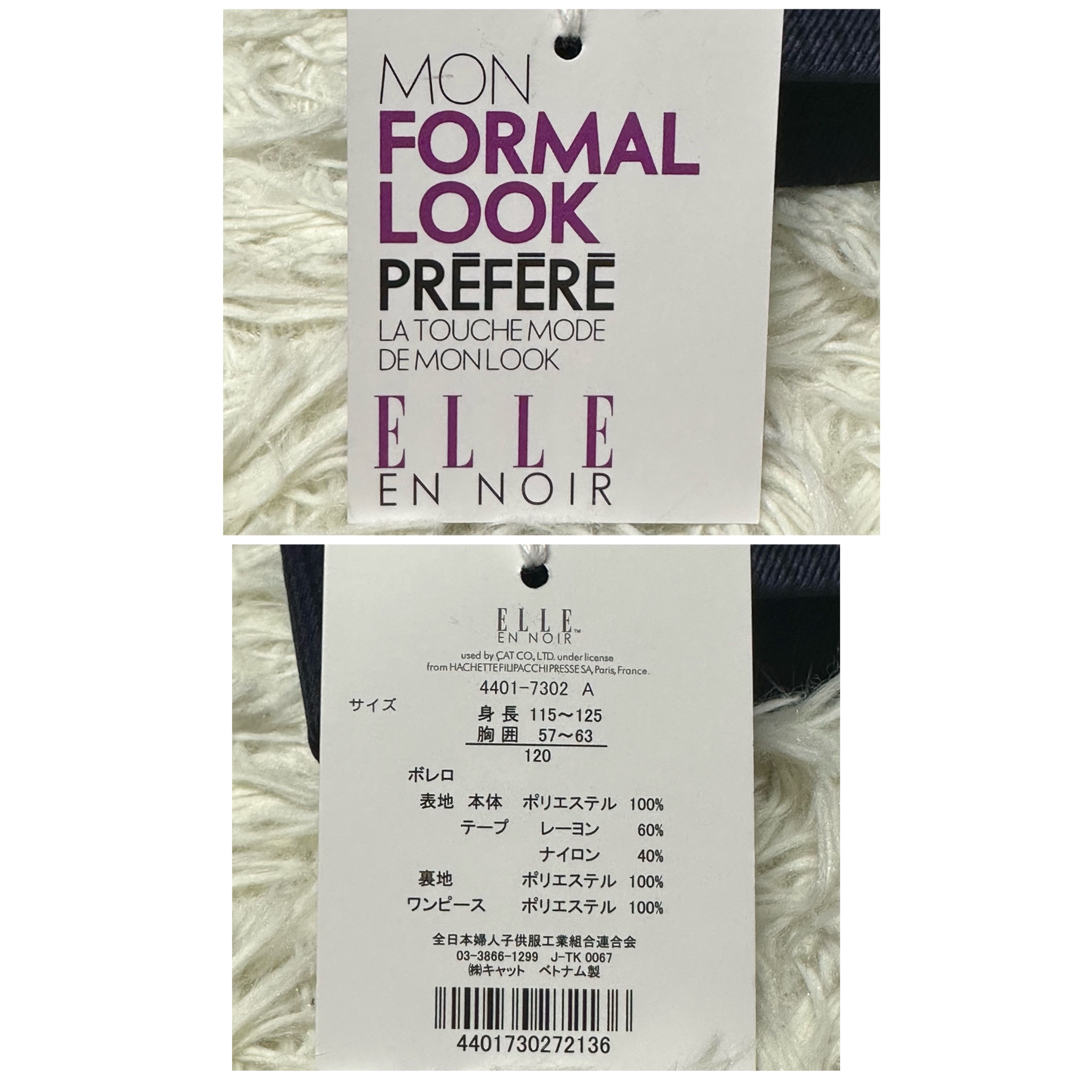 MON
FORMAL
LOOK
PRĒFĒRĒ
LA TOUCHE MODE
DE MON LOOK
ELLE
EN NOIR
ELLE™
EN NOIR
used by CAT CO., LTD. under license
from HACHETTE FILIPACCHI PRESSE SA, Paris, France.
4401-7302 A
サイズ
身長 115〜125
胸囲 57〜63
120
ボレロ
表地 本体 ポリエステル 100%
テープ レーヨン 60%
ナイロン 40%
裏地 ポリエステル 100%
ワンピース ポリエステル 100%
全日本婦人子供服工業組合連合会
03-3866-1299 J-TK 0067
㈱キャット ベトナム製
4401730272136